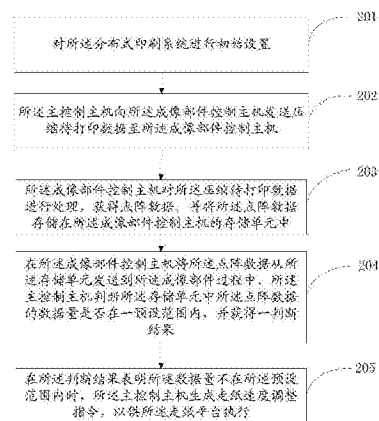 201
对所述分布式印刷系统进行初始设置
202
所述主控制主机向所述成像部件控制主机发送压
缩待打印数据至所述成像部件控制主机
203
所述成像部件控制主机对所述压缩待打印数据
进行处理，获得点阵数据，并将所述点阵数据
存储在所述成像部件控制主机的存储单元中
在所述成像部件控制主机将所述点阵数据从所
述存储单元发送到所述成像部件过程中，所述
204
主控制主机判断所述存储单元中所述点阵数据
的数据量是否在一预设范围内，并获得一判断
结果
205
在所述判断结果表明所述数据量不在所述预设
范围内时，所述主控制主机生成走纸速度调整
指令，以供所述走纸平台执行